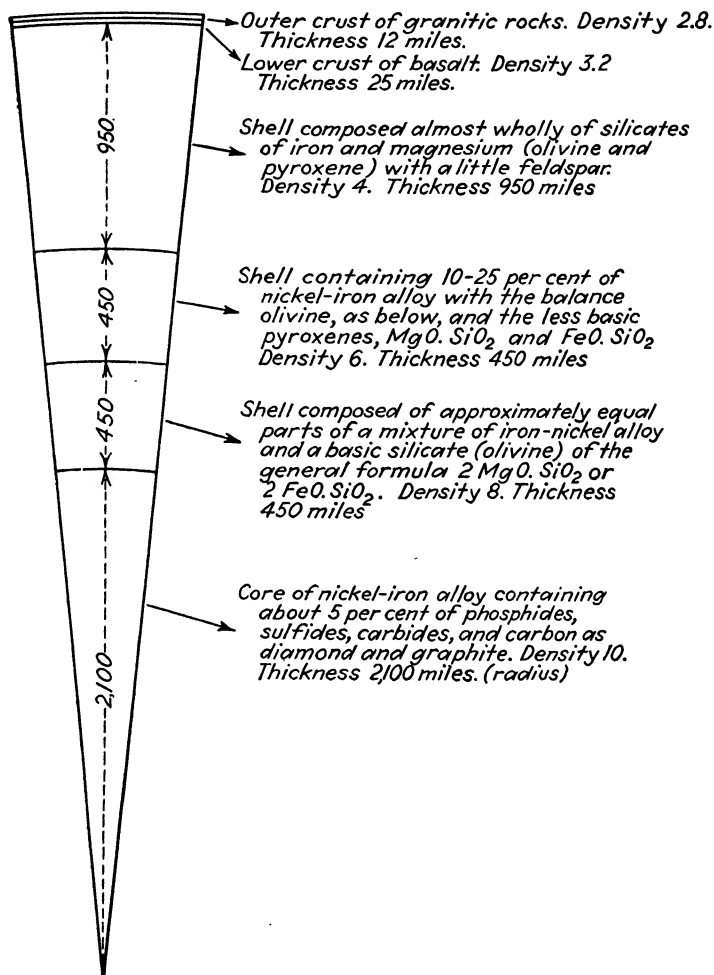 Outer crust of granitic rocks. Density 2.8.
Thickness 12 miles.
Lower crust of basalt. Density 3.2
Thickness 25 miles.
950
Shell composed almost wholly of silicates
of iron and magnesium (olivine and
pyroxene) with a little feldspar.
Density 4. Thickness 950 miles
450
Shell containing 10-25 per cent of
nickel-iron alloy with the balance
olivine, as below, and the less basic
pyroxenes, MgO. SiO₂ and FeO. SiO₂
Density 6. Thickness 450 miles
450
Shell composed of approximately equal
parts of a mixture of iron-nickel alloy
and a basic silicate (olivine) of the
general formula 2 MgO. SiO₂ or
2 FeO. SiO₂. Density 8. Thickness
450 miles
2,100
Core of nickel-iron alloy containing
about 5 per cent of phosphides,
sulfides, carbides, and carbon as
diamond and graphite. Density 10.
Thickness 2,100 miles. (radius)